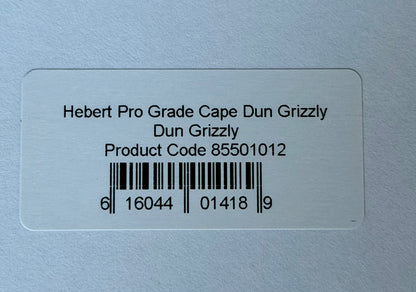 Hebert Pro Grade Cape Dun Grizzly
Dun Grizzly
Product Code 85501012
6 16044 01418 9